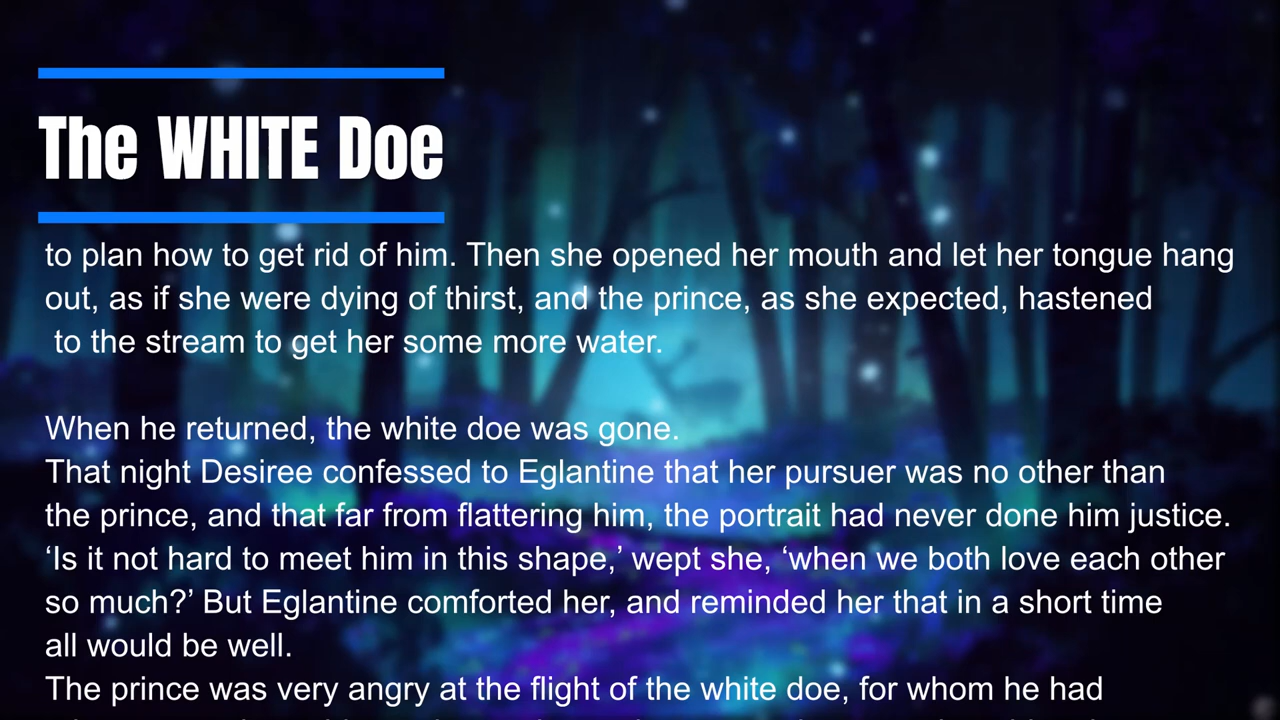 The WHITE Doe
to plan how to get rid of him. Then she opened her mouth and let her tongue hang
out, as if she were dying of thirst, and the prince, as she expected, hastened
to the stream to get her some more water.
When he returned, the white doe was gone.
That night Desiree confessed to Eglantine that her pursuer was no other than
the prince, and that far from flattering him, the portrait had never done him justice.
‘Is it not hard to meet him in this shape,’ wept she, ‘when we both love each other
so much?’ But Eglantine comforted her, and reminded her that in a short time
all would be well.
The prince was very angry at the flight of the white doe, for whom he had